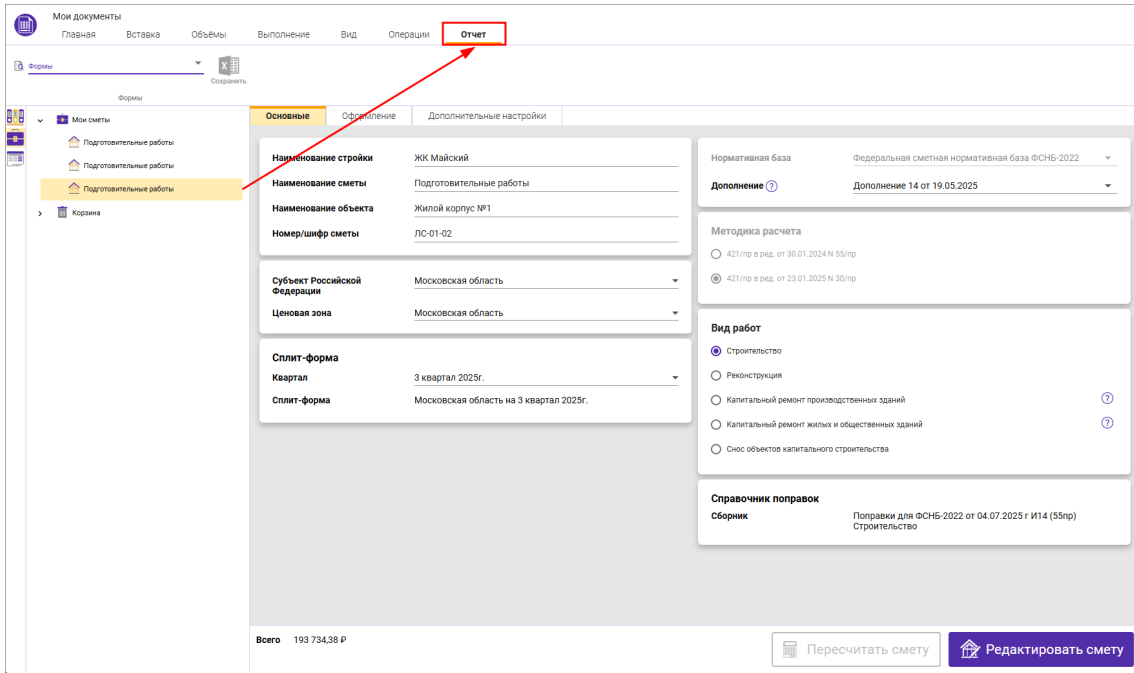 Мои документы
Главная Вставка Объёмы Выполнение Вид Операции Отчет
Формы
Сохранить
Формы
Мои сметы
Подготовительные работы
Подготовительные работы
Подготовительные работы
Корзина
Основные Оформление Дополнительные настройки
Наименование стройки ЖК Майский
Наименование сметы Подготовительные работы
Наименование объекта Жилой корпус №1
Номер/шифр сметы ЛС-01-02
Субъект Российской
Федерации
Московская область
Ценовая зона Московская область
Сплит-форма
Квартал 3 квартал 2025г.
Сплит-форма Московская область на 3 квартал 2025г.
Нормативная база Федеральная сметная нормативная база ФСНБ-2022
Дополнение ? Дополнение 14 от 19.05.2025
Методика расчета
421/пр в ред. от 30.01.2024 N 55/пр
421/пр в ред. от 23.01.2025 N 30/пр
Вид работ
Строительство
Реконструкция
Капитальный ремонт производственных зданий ?
Капитальный ремонт жилых и общественных зданий ?
Снос объектов капитального строительства
Справочник поправок
Сборник Поправки для ФСНБ-2022 от 04.07.2025 г И14 (55пр)
Строительство
Всего 193 734,38 ₽
Пересчитать смету Редактировать смету